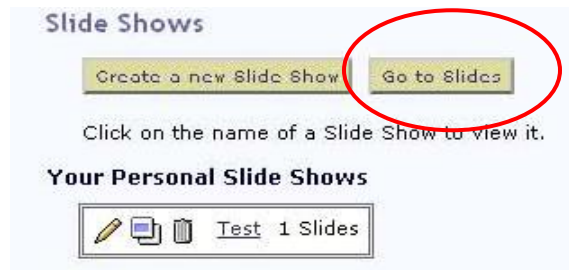 Slide Shows
Create a new Slide Show Go to Slides
Click on the name of a Slide Show to view it.
Your Personal Slide Shows
Test 1 Slides